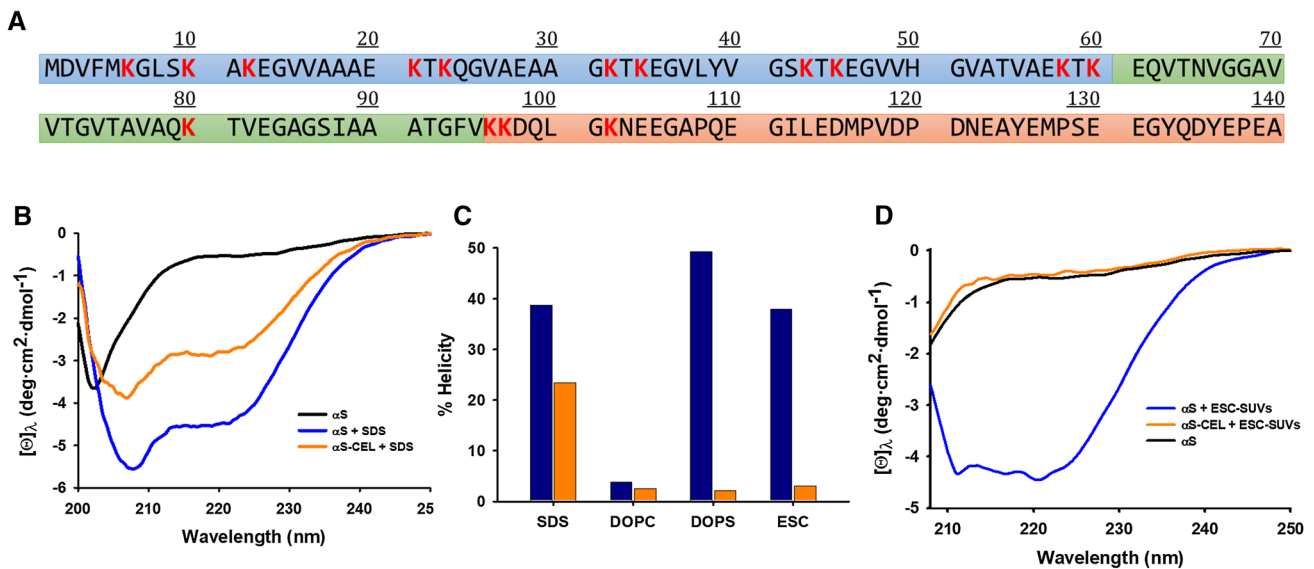 A
10 20 30 40 50 60 70
MDVFMKGLSK AKEGVVAAAE KTKQGVAEAA GKTKEGVLYV GSKTKEGVVH GVATVAEKTK EQVTNVGGAV
80 90 100 110 120 130 140
VTGVTAVAQK TVEGAGSIAA ATGFVKKDQL GKNEEGAPQE GILEDMPVDP DNEAYEMPSE EGYQDYEPEA
B
[Θ]λ (deg·cm2·dmol-1)
0
-1
-2
-3
-4
-5
-6
αS
αS + SDS
αS-CEL + SDS
200 210 220 230 240 25
Wavelength (nm)
C
% Helicity
50
40
30
20
10
0
SDS DOPC DOPS ESC
D
[Θ]λ (deg·cm2·dmol-1)
0
-1
-2
-3
-4
-5
αS + ESC-SUVs
αS-CEL + ESC-SUVs
αS
210 220 230 240 250
Wavelength (nm)